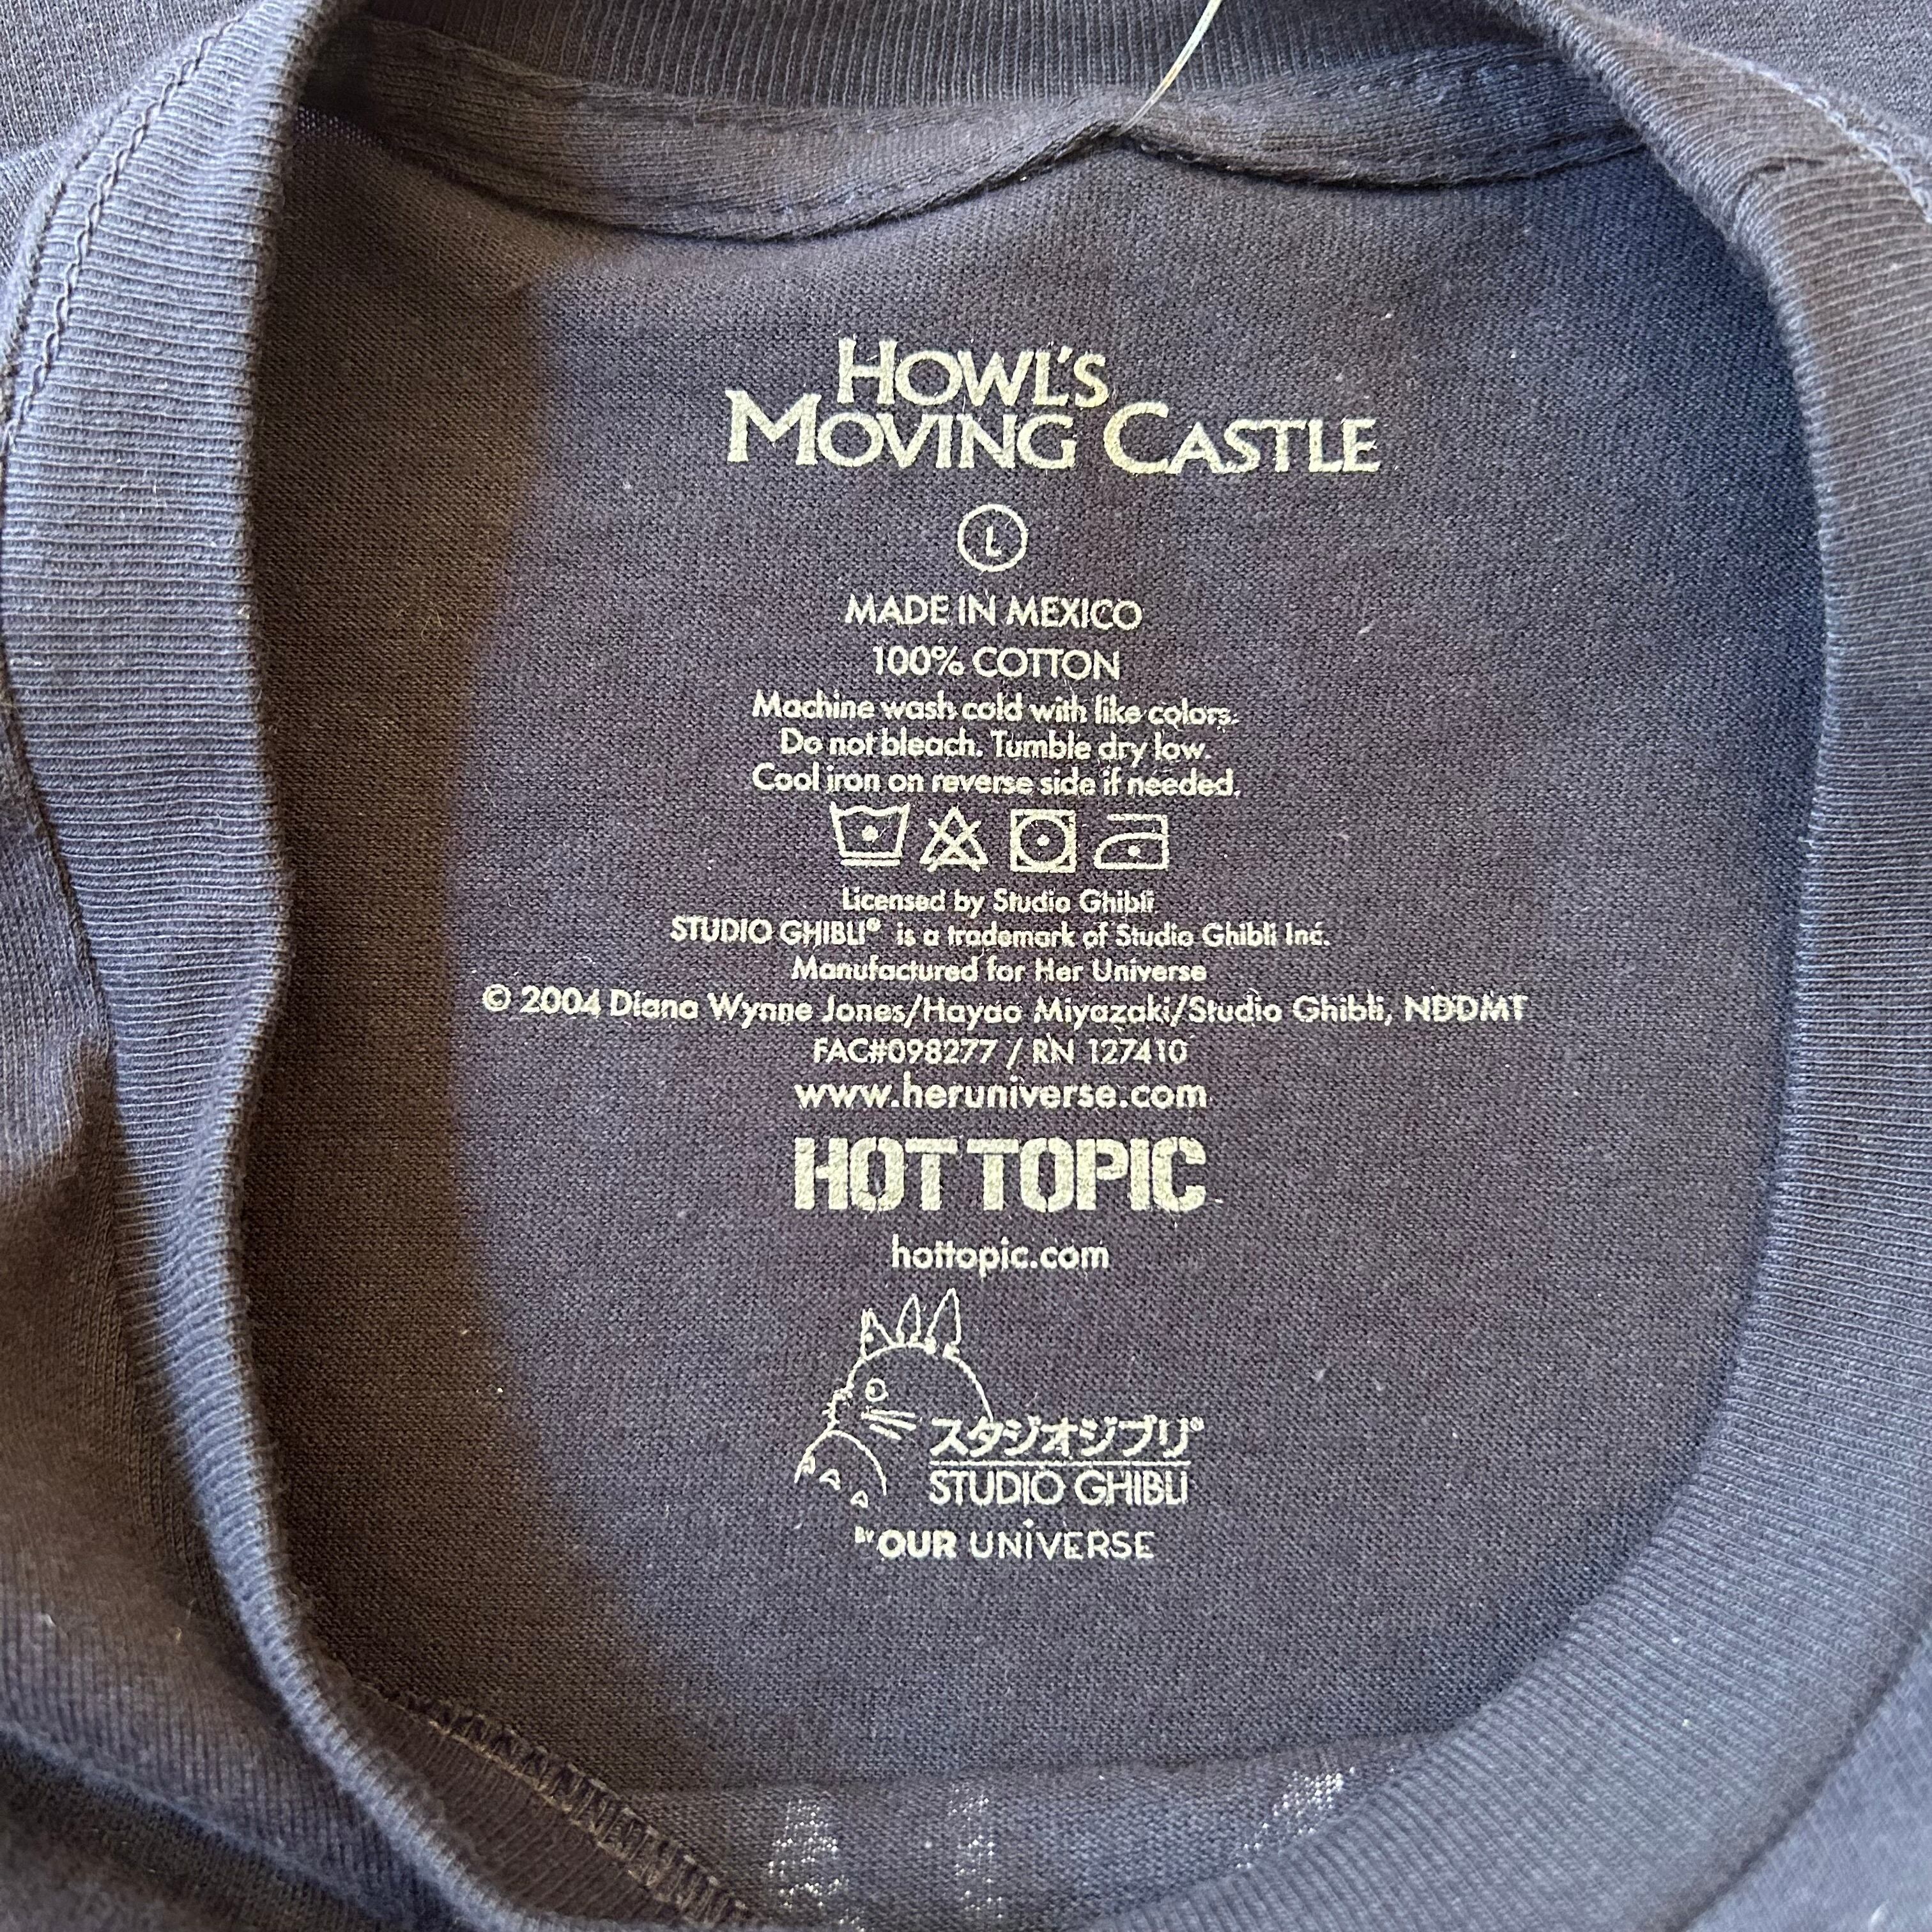 HOWL'S
MOVING CASTLE
L
MADE IN MEXICO
100% COTTON
Machine wash cold with like colors.
Do not bleach. Tumble dry low.
Cool iron on reverse side if needed.
Licensed by Studio Ghibli
STUDIO GHIBLI® is a trademark of Studio Ghibli Inc.
Manufactured for Her Universe
© 2004 Diana Wynne Jones/Hayao Miyazaki/Studio Ghibli, NDDMT
FAC#098277 / RN 127410
www.heruniverse.com
HOT TOPIC
hottopic.com
スタジオジブリ®
STUDIO GHIBLI
BY OUR UNIVERSE